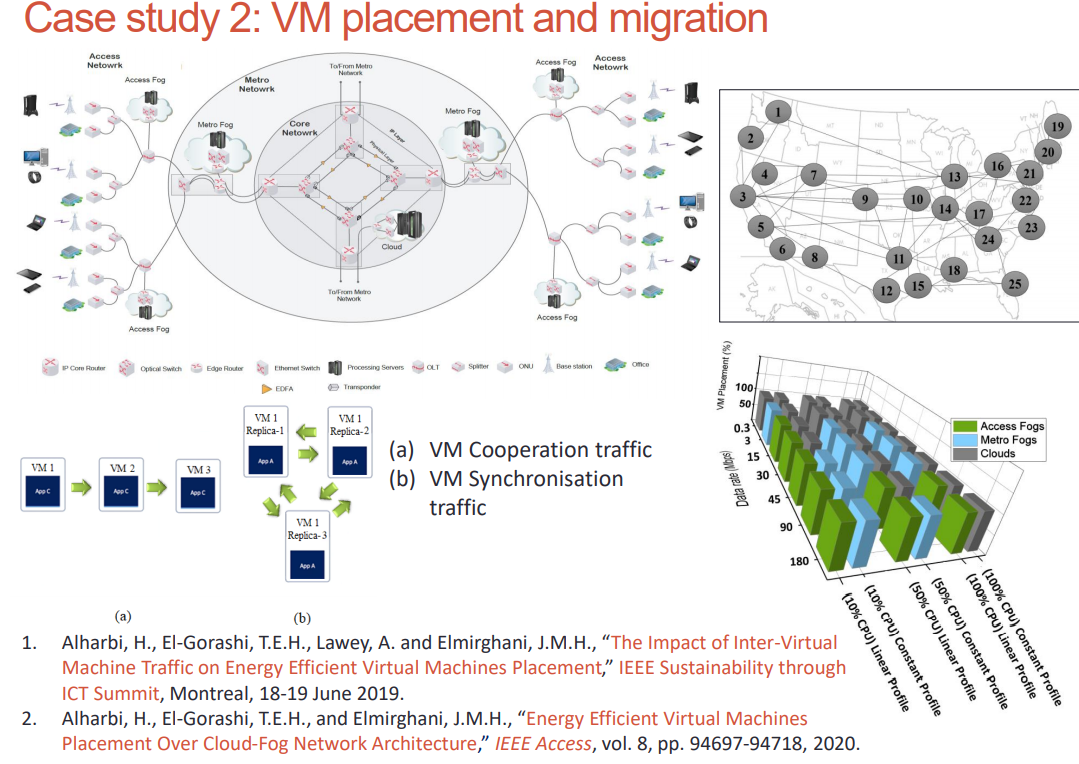 Case study 2: VM placement and migration
Access
Netowrk
Access Fog
Metro Fog
Metro
Netowrk
To/From Metro
Network
Core
Netowrk
IP Layer
Physical Layer
Cloud
To/From Metro
Network
Metro Fog
Access Fog
Access
Netowrk
Access Fog
Access Fog
IP Core Router
Optical Switch
Edge Router
Ethernet Switch
Processing Servers
OLT
Splitter
ONU
Base station
Office
EDFA
Transponder
1
2
3
4
5
6
7
8
9
10
11
12
13
14
15
16
17
18
19
20
21
22
23
24
25
VM 1
App C
VM 2
App C
VM 3
App C
(a)
VM 1
Replica-1
App A
VM 1
Replica-2
App A
VM 1
Replica-3
App A
(b)
(a) VM Cooperation traffic
(b) VM Synchronisation
traffic
VM Placement (%)
100
50
0.3
3
15
30
45
90
180
Data rate (Mbps)
Access Fogs
Metro Fogs
Clouds
(10% CPU) Linear Profile
(10% CPU) Constant Profile
(50% CPU) Linear Profile
(50% CPU) Constant Profile
(100% CPU) Linear Profile
(100% CPU) Constant Profile
1. Alharbi, H., El-Gorashi, T.E.H., Lawey, A. and Elmirghani, J.M.H., “The Impact of Inter-Virtual
Machine Traffic on Energy Efficient Virtual Machines Placement,” IEEE Sustainability through
ICT Summit, Montreal, 18-19 June 2019.
2. Alharbi, H., El-Gorashi, T.E.H., and Elmirghani, J.M.H., “Energy Efficient Virtual Machines
Placement Over Cloud-Fog Network Architecture,” IEEE Access, vol. 8, pp. 94697-94718, 2020.